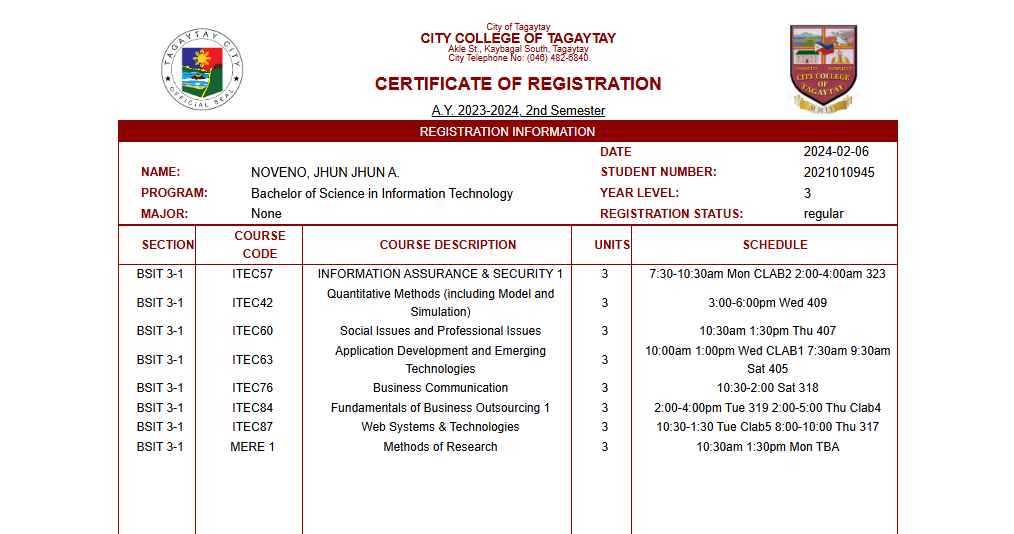 City of Tagaytay
CITY COLLEGE OF TAGAYTAY
Akle St., Kaybagal South, Tagaytay
City Telephone No: (046) 482-6840
CERTIFICATE OF REGISTRATION
A.Y. 2023-2024, 2nd Semester
TAGAYTAY CITY
OFFICIAL SEAL
CITY COLLEGE
OF
TAGAYTAY
REGISTRATION INFORMATION
DATE 2024-02-06
NAME: NOVENO, JHUN JHUN A. STUDENT NUMBER: 2021010945
PROGRAM: Bachelor of Science in Information Technology YEAR LEVEL: 3
MAJOR: None REGISTRATION STATUS: regular
SECTION COURSE CODE COURSE DESCRIPTION UNITS SCHEDULE
BSIT 3-1 ITEC57 INFORMATION ASSURANCE & SECURITY 1 3 7:30-10:30am Mon CLAB2 2:00-4:00am 323
BSIT 3-1 ITEC42 Quantitative Methods (including Model and Simulation) 3 3:00-6:00pm Wed 409
BSIT 3-1 ITEC60 Social Issues and Professional Issues 3 10:30am 1:30pm Thu 407
BSIT 3-1 ITEC63 Application Development and Emerging Technologies 3 10:00am 1:00pm Wed CLAB1 7:30am 9:30am Sat 405
BSIT 3-1 ITEC76 Business Communication 3 10:30-2:00 Sat 318
BSIT 3-1 ITEC84 Fundamentals of Business Outsourcing 1 3 2:00-4:00pm Tue 319 2:00-5:00 Thu Clab4
BSIT 3-1 ITEC87 Web Systems & Technologies 3 10:30-1:30 Tue Clab5 8:00-10:00 Thu 317
BSIT 3-1 MERE 1 Methods of Research 3 10:30am 1:30pm Mon TBA